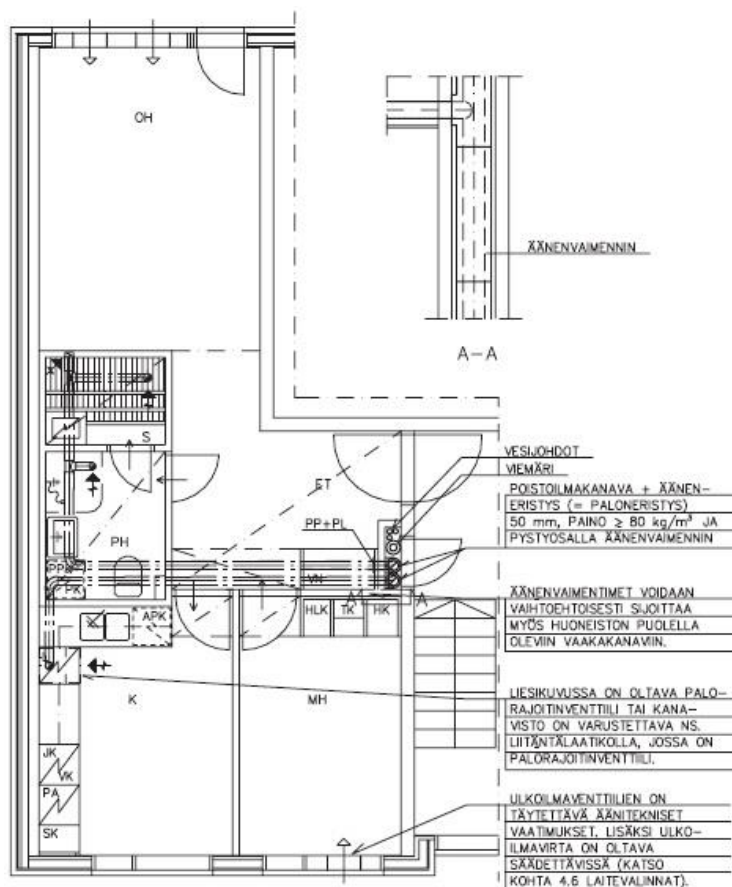 OH
ÄÄNENVAIMENNIN
A-A
S
ET
PH
PP+PL
PP
PK
VH
A
A
HLK
TK
HK
APK
K
MH
JK
VK
PA
SK
VESIJOHDOT
VIEMÄRI
POISTOILMAKANAVA + ÄÄNEN-
ERISTYS (= PALONERISTYS)
50 mm, PAINO ≥ 80 kg/m³ JA
PYSTYOSALLA ÄÄNENVAIMENNIN
ÄÄNENVAIMENTIMET VOIDAAN
VAIHTOEHTOISESTI SIJOITTAA
MYÖS HUONEISTON PUOLELLA
OLEVIIN VAAKAKANAVIIN.
LIESIKUVUSSA ON OLTAVA PALO-
RAJOITINVENTTIILI TAI KANA-
VISTO ON VARUSTETTAVA NS.
LIITÄNTÄLAATIKOLLA, JOSSA ON
PALORAJOITINVENTTIILI.
ULKOILMAVENTTIILIEN ON
TÄYTETTÄVÄ ÄÄNITEKNISET
VAATIMUKSET. LISÄKSI ULKO-
ILMAVIRTA ON OLTAVA
SÄÄDETTÄVISSÄ (KATSO
KOHTA 4.6 LAITEVALINNAT).